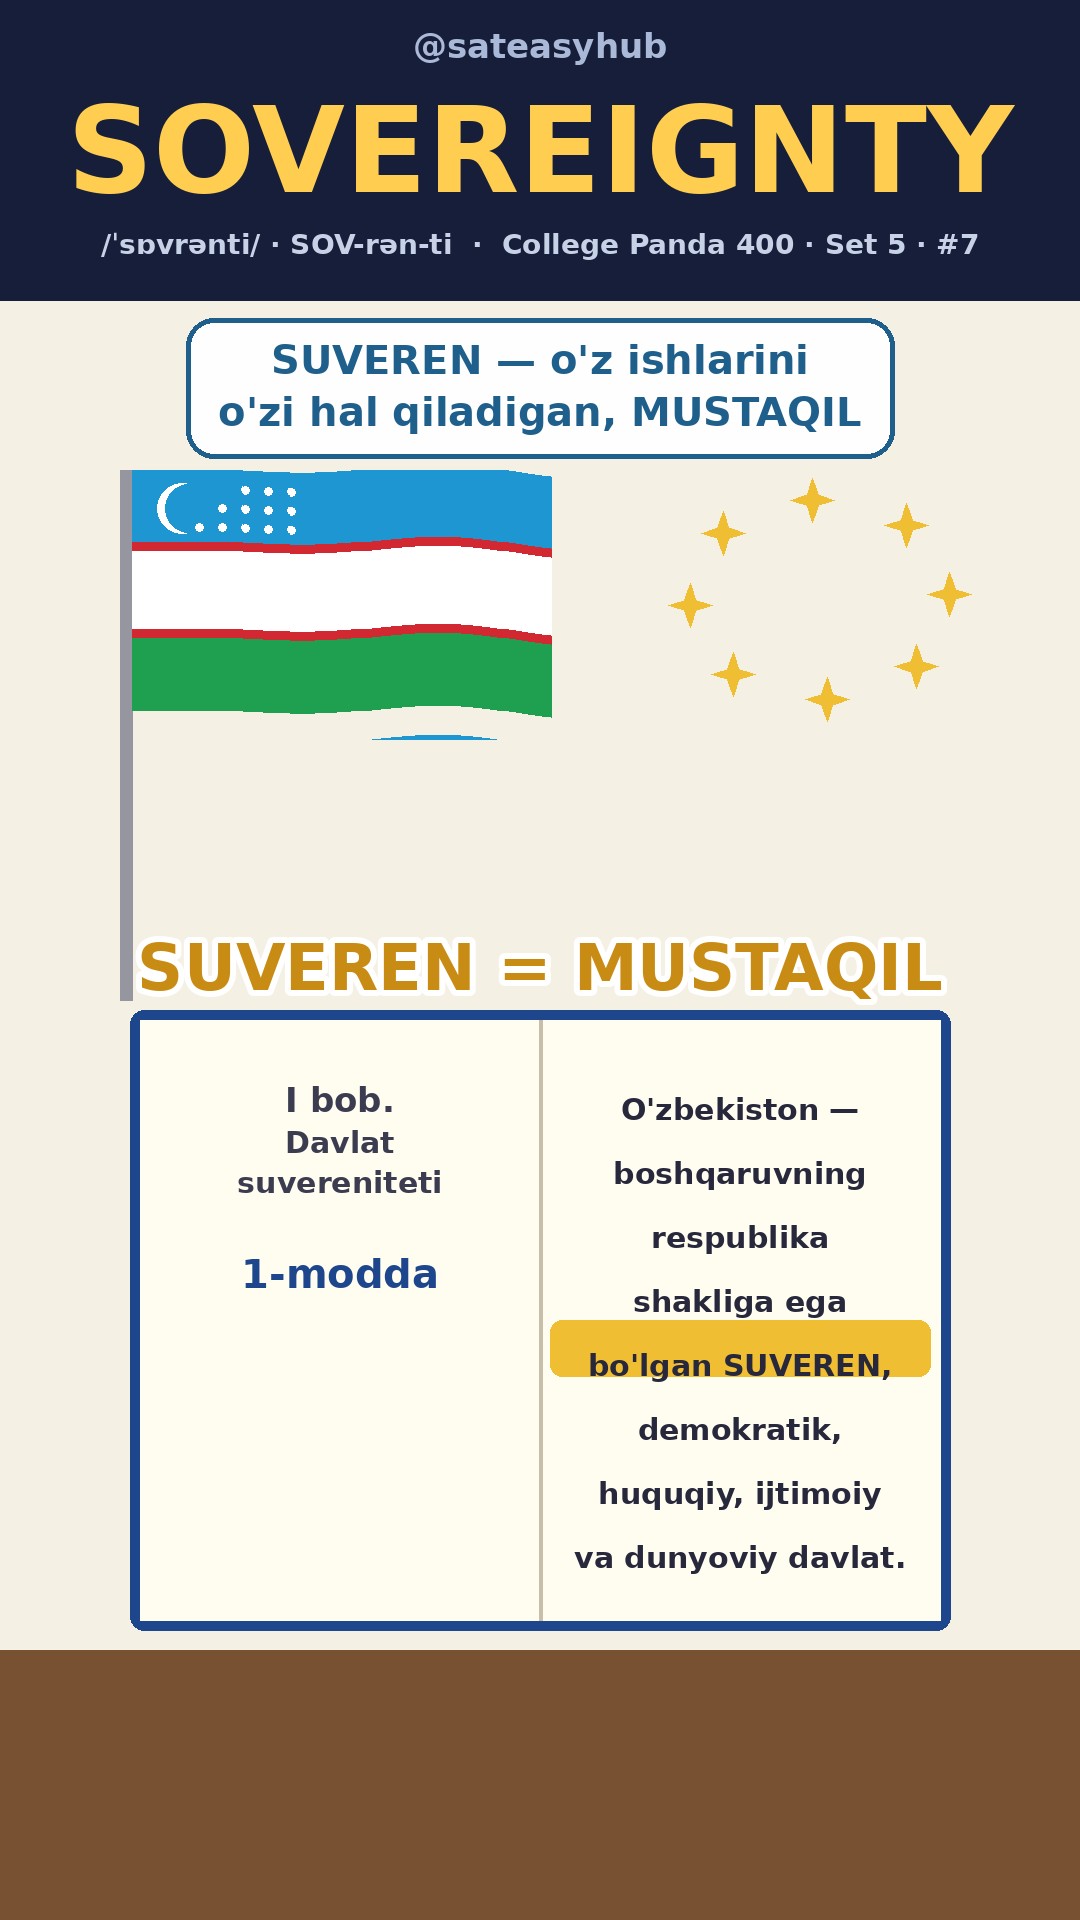 @sateasyhub
SOVEREIGNTY
/ˈsɒvrənti/ · SOV-rən-ti · College Panda 400 · Set 5 · #7
SUVEREN — o'z ishlarini
o'zi hal qiladigan, MUSTAQIL
SUVEREN = MUSTAQIL
I bob.
Davlat
suvereniteti
1-modda
O'zbekiston —
boshqaruvning
respublika
shakliga ega
bo'lgan SUVEREN,
demokratik,
huquqiy, ijtimoiy
va dunyoviy davlat.